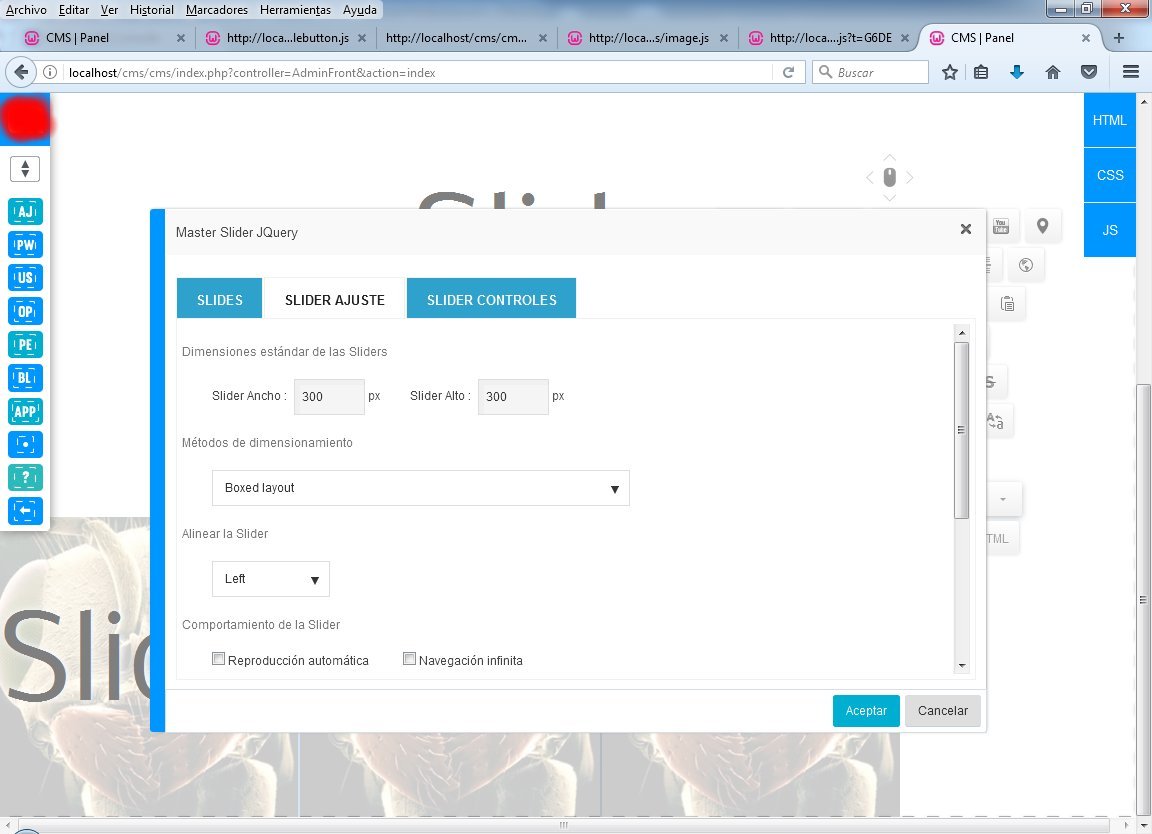 Archivo Editar Ver Historial Marcadores Herramientas Ayuda
CMS | Panel
http://loca...lebutton.js
http://localhost/cms/cm...
http://loca...s/image.js
http://loca....js?t=G6DE
CMS | Panel
localhost/cms/cms/index.php?controller=AdminFront&action=index
Buscar
HTML
CSS
JS
AJ
PW
US
OP
PE
BL
APP
?
Master Slider JQuery
SLIDES SLIDER AJUSTE SLIDER CONTROLES
Dimensiones estándar de las Sliders
Slider Ancho : 300 px Slider Alto : 300 px
Métodos de dimensionamiento
Boxed layout
Alinear la Slider
Left
Comportamiento de la Slider
Reproducción automática Navegación infinita
Aceptar Cancelar
You Tube
TML